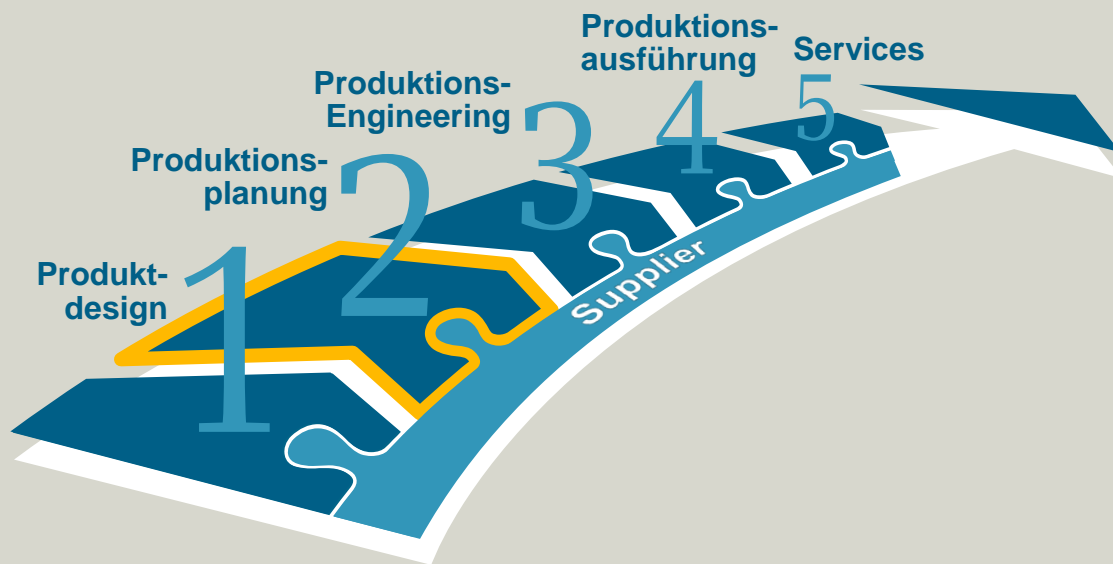 Produkt-
design
1
Produktions-
planung
2
Produktions-
Engineering
3
Produktions-
ausführung
4
Services
5
Supplier